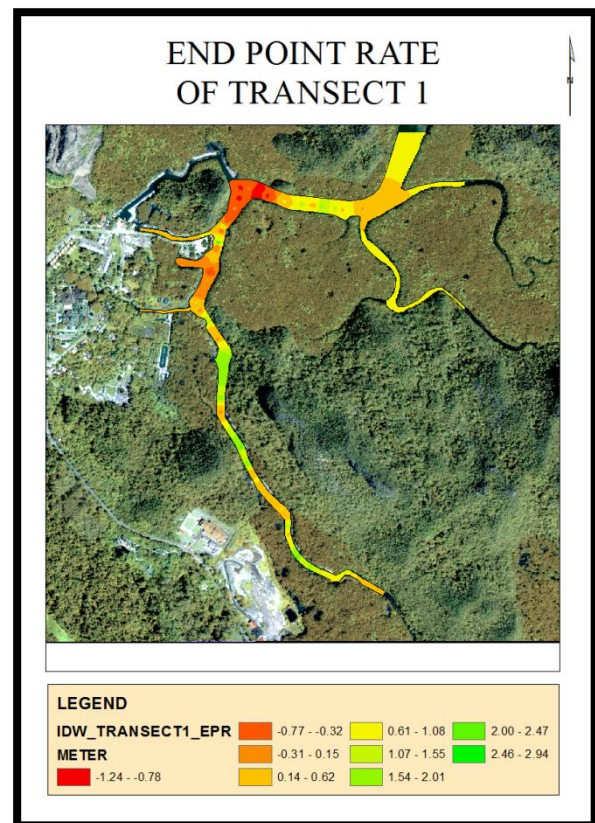 END POINT RATE
OF TRANSECT 1
N
LEGEND
IDW_TRANSECT1_EPR
METER
-1.24 - -0.78
-0.77 - -0.32
-0.31 - 0.15
0.14 - 0.62
0.61 - 1.08
1.07 - 1.55
1.54 - 2.01
2.00 - 2.47
2.46 - 2.94